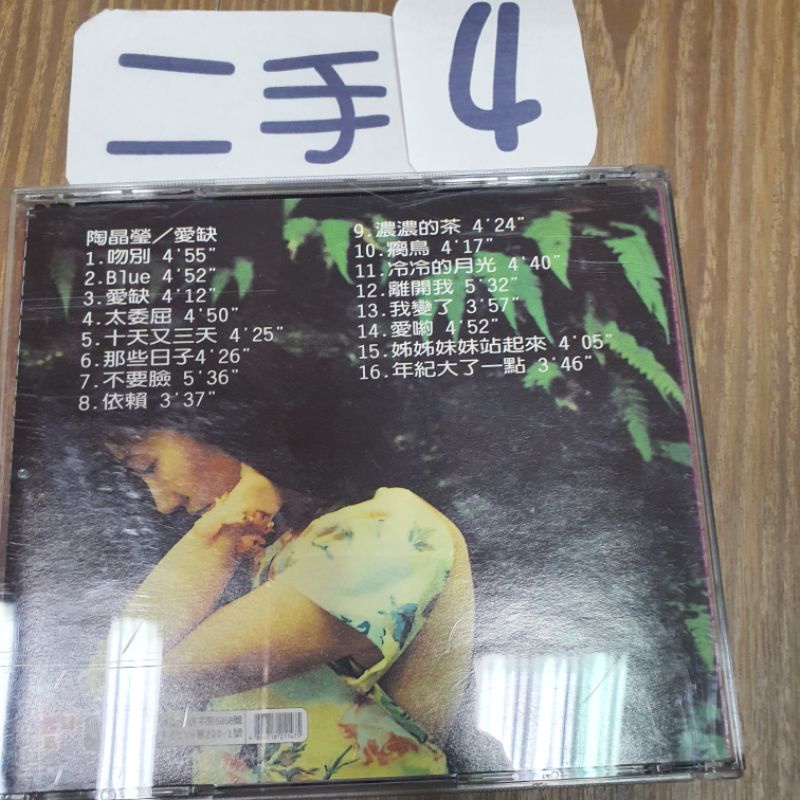 二手
4
陶晶瑩／愛缺
1.吻別 4'55"
2.Blue 4'52"
3.愛缺 4'12"
4.太委屈 4'50"
5.十天又三天 4'25"
6.那些日子4'26"
7.不要臉 5'36"
8.依賴 3'37"
9.濃濃的茶 4'24"
10.獨鳥 4'17"
11.冷冷的月光 4'40"
12.離開我 5'32"
13.我變了 3'57"
14.愛喲 4'52"
15.姊姊妹妹站起來 4'05"
16.年紀大了一點 3'46"